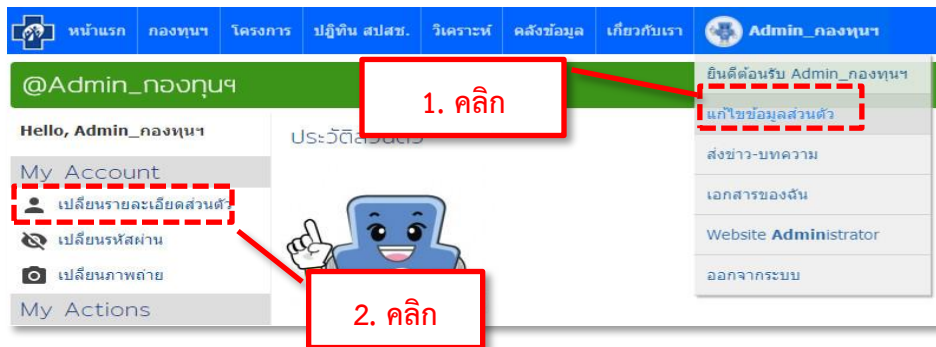 หน้าแรก กองทุนฯ โครงการ ปฏิทิน สปสช. วิเคราะห์ คลังข้อมูล เกี่ยวกับเรา Admin_กองทุนฯ
@Admin_กองทุนฯ
1. คลิก
ยินดีต้อนรับ Admin_กองทุนฯ
แก้ไขข้อมูลส่วนตัว
ส่งข่าว-บทความ
เอกสารของฉัน
Website Administrator
ออกจากระบบ
Hello, Admin_กองทุนฯ
ประวัติส่วนตัว
My Account
เปลี่ยนรายละเอียดส่วนตัว
เปลี่ยนรหัสผ่าน
เปลี่ยนภาพถ่าย
My Actions
2. คลิก